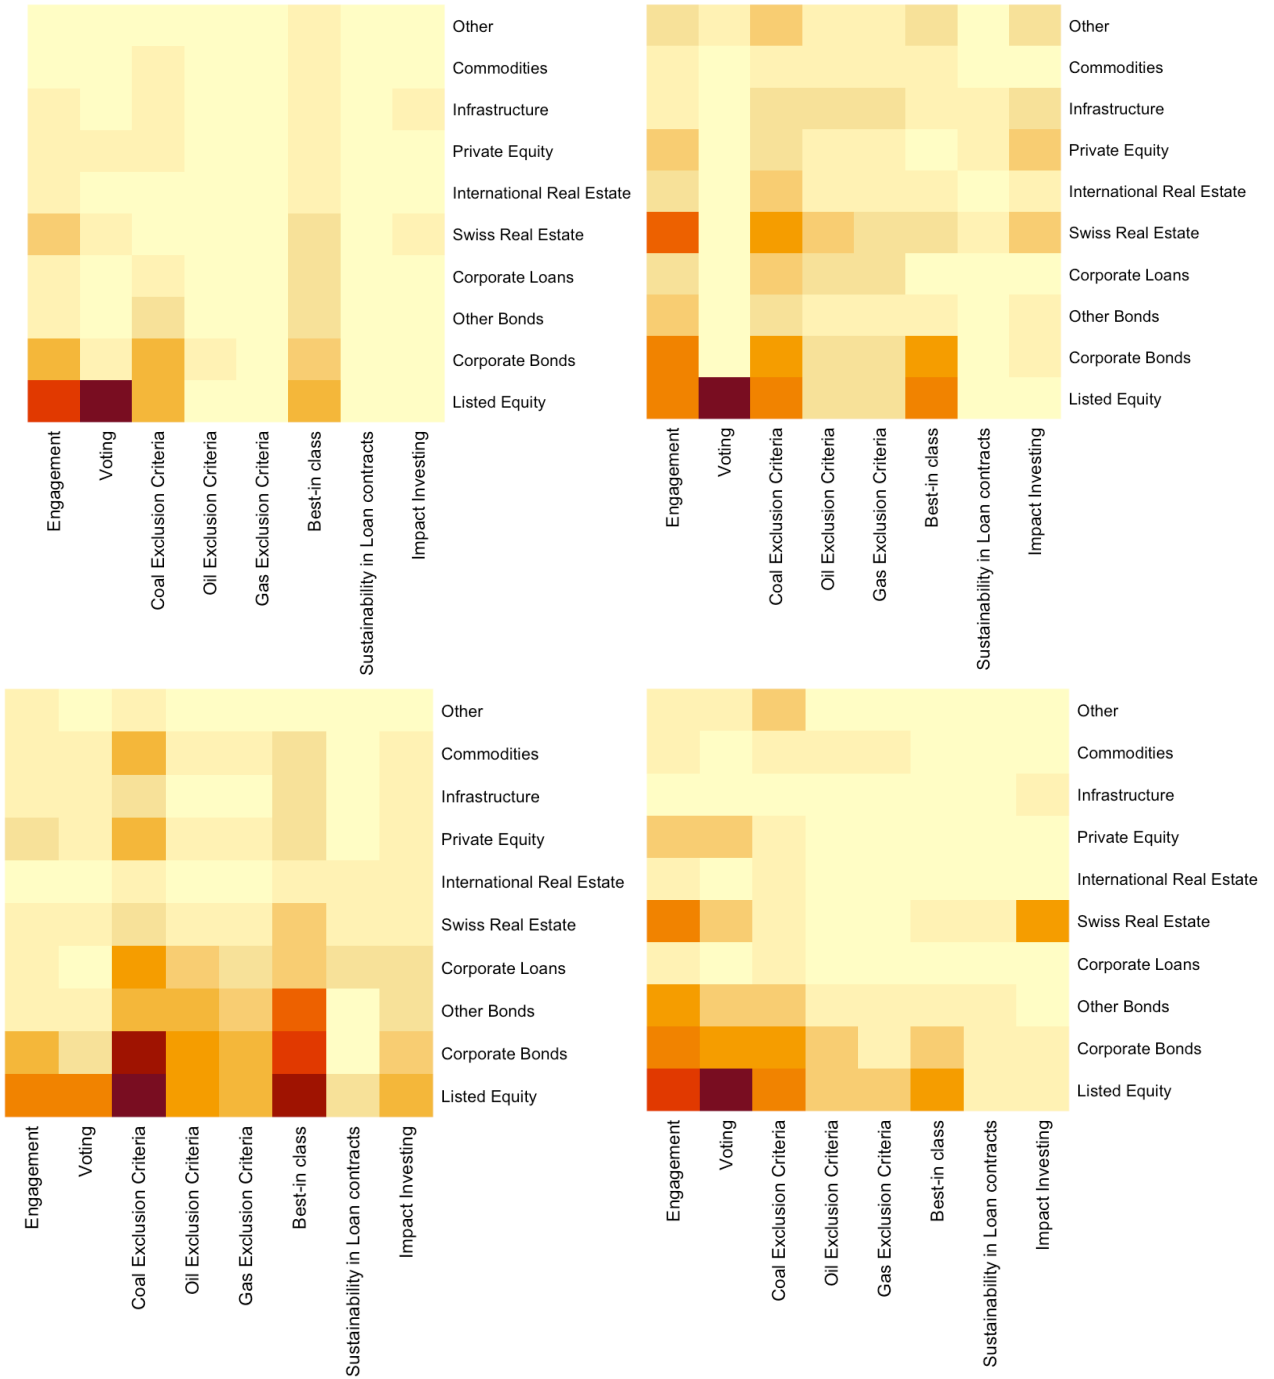 Other
Commodities
Infrastructure
Private Equity
International Real Estate
Swiss Real Estate
Corporate Loans
Other Bonds
Corporate Bonds
Listed Equity
Engagement
Voting
Coal Exclusion Criteria
Oil Exclusion Criteria
Gas Exclusion Criteria
Best-in class
Sustainability in Loan contracts
Impact Investing
Other
Commodities
Infrastructure
Private Equity
International Real Estate
Swiss Real Estate
Corporate Loans
Other Bonds
Corporate Bonds
Listed Equity
Engagement
Voting
Coal Exclusion Criteria
Oil Exclusion Criteria
Gas Exclusion Criteria
Best-in class
Sustainability in Loan contracts
Impact Investing
Other
Commodities
Infrastructure
Private Equity
International Real Estate
Swiss Real Estate
Corporate Loans
Other Bonds
Corporate Bonds
Listed Equity
Engagement
Voting
Coal Exclusion Criteria
Oil Exclusion Criteria
Gas Exclusion Criteria
Best-in class
Sustainability in Loan contracts
Impact Investing
Other
Commodities
Infrastructure
Private Equity
International Real Estate
Swiss Real Estate
Corporate Loans
Other Bonds
Corporate Bonds
Listed Equity
Engagement
Voting
Coal Exclusion Criteria
Oil Exclusion Criteria
Gas Exclusion Criteria
Best-in class
Sustainability in Loan contracts
Impact Investing